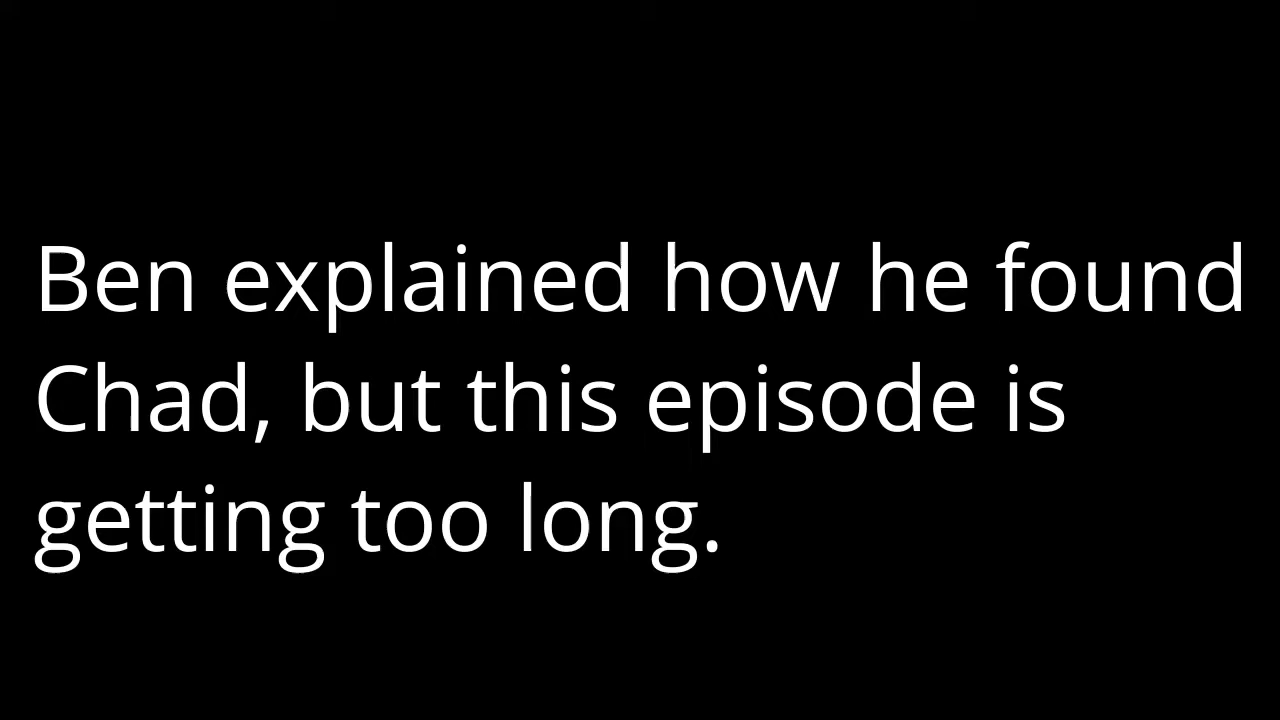 Ben explained how he found
Chad, but this episode is
getting too long.